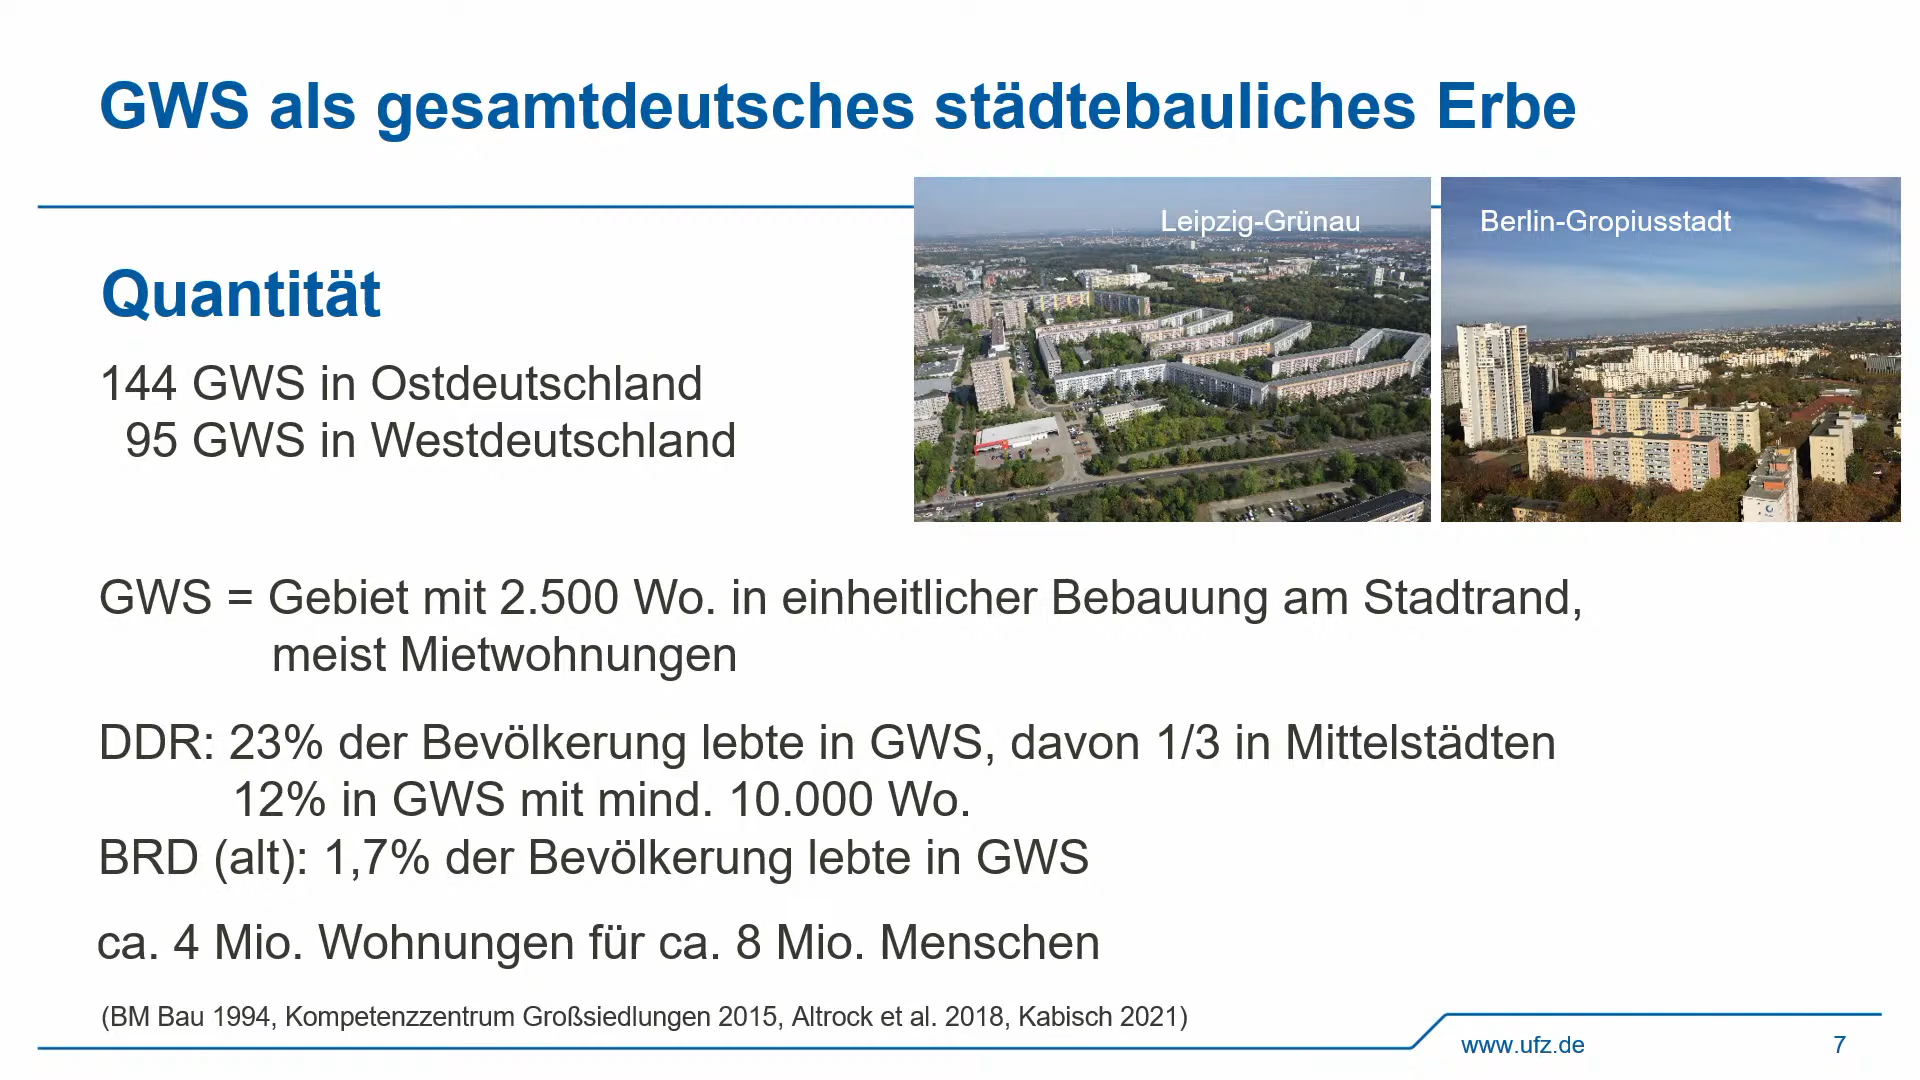 GWS als gesamtdeutsches städtebauliches Erbe
Leipzig-Grünau
Berlin-Gropiusstadt
Quantität
144 GWS in Ostdeutschland
95 GWS in Westdeutschland
GWS = Gebiet mit 2.500 Wo. in einheitlicher Bebauung am Stadtrand,
meist Mietwohnungen
DDR: 23% der Bevölkerung lebte in GWS, davon 1/3 in Mittelstädten
12% in GWS mit mind. 10.000 Wo.
BRD (alt): 1,7% der Bevölkerung lebte in GWS
ca. 4 Mio. Wohnungen für ca. 8 Mio. Menschen
(BM Bau 1994, Kompetenzzentrum Großsiedlungen 2015, Altrock et al. 2018, Kabisch 2021)
www.ufz.de
7